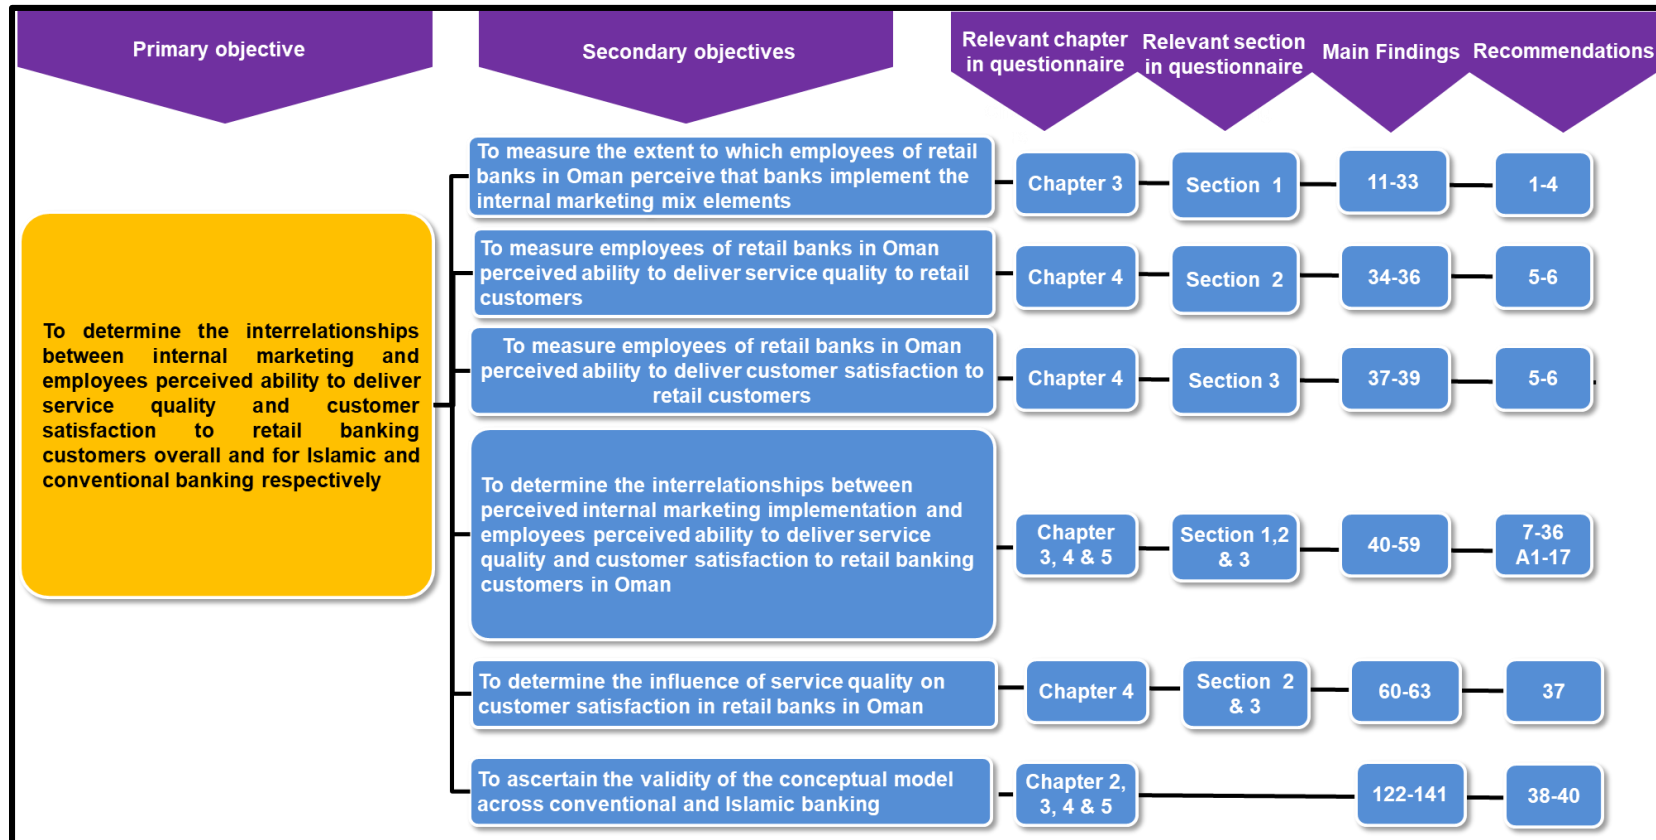 Primary objective
Secondary objectives
Relevant chapter
in questionnaire
Relevant section
in questionnaire
Main Findings
Recommendations
To determine the interrelationships
between internal marketing and
employees perceived ability to deliver
service quality and customer
satisfaction to retail banking
customers overall and for Islamic and
conventional banking respectively
To measure the extent to which employees of retail
banks in Oman perceive that banks implement the
internal marketing mix elements
Chapter 3
Section 1
11-33
1-4
To measure employees of retail banks in Oman
perceived ability to deliver service quality to retail
customers
Chapter 4
Section 2
34-36
5-6
To measure employees of retail banks in Oman
perceived ability to deliver customer satisfaction to
retail customers
Chapter 4
Section 3
37-39
5-6
To determine the interrelationships between
perceived internal marketing implementation and
employees perceived ability to deliver service
quality and customer satisfaction to retail banking
customers in Oman
Chapter
3, 4 & 5
Section 1,2
& 3
40-59
7-36
A1-17
To determine the influence of service quality on
customer satisfaction in retail banks in Oman
Chapter 4
Section 2
& 3
60-63
37
To ascertain the validity of the conceptual model
across conventional and Islamic banking
Chapter 2,
3, 4 & 5
122-141
38-40